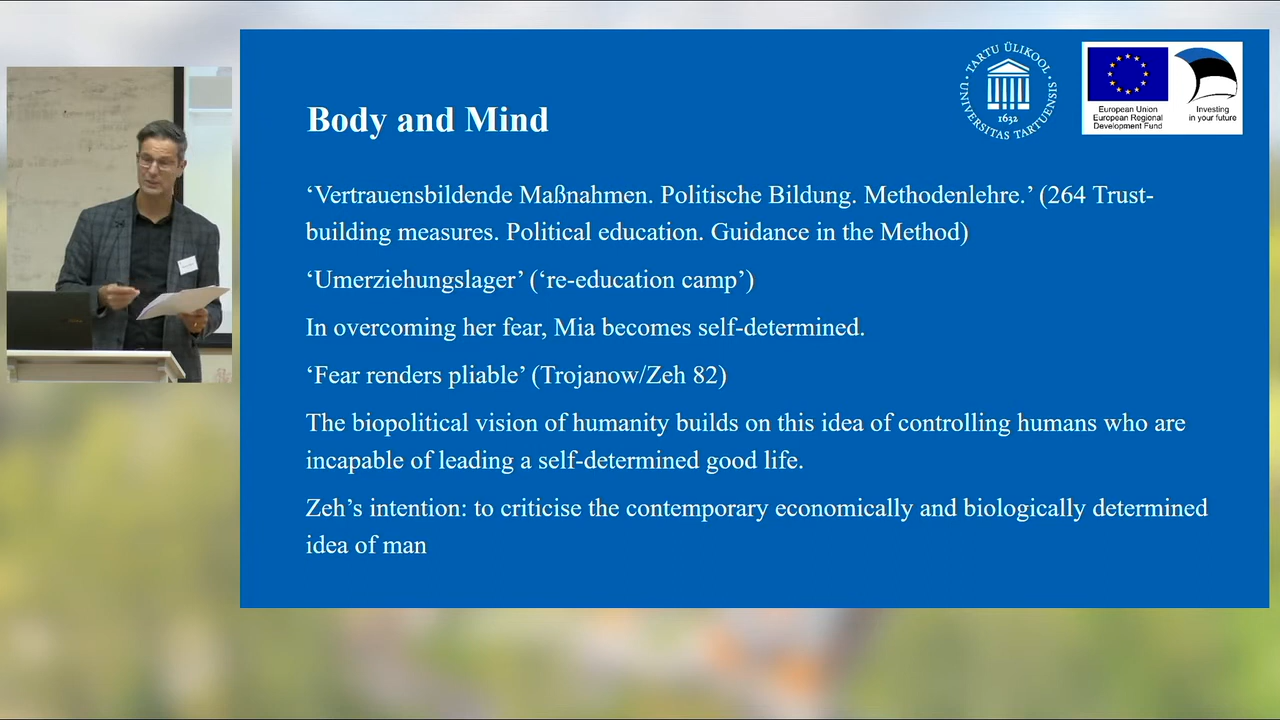 TARTU ÜLIKOOL
UNIVERSITAS TARTUENSIS
1632
European Union
European Regional
Development Fund
Investing
in your future
Body and Mind
‘Vertrauensbildende Maßnahmen. Politische Bildung. Methodenlehre.’ (264 Trust-
building measures. Political education. Guidance in the Method)
‘Umerziehungslager’ (‘re-education camp’)
In overcoming her fear, Mia becomes self-determined.
‘Fear renders pliable’ (Trojanow/Zeh 82)
The biopolitical vision of humanity builds on this idea of controlling humans who are
incapable of leading a self-determined good life.
Zeh’s intention: to criticise the contemporary economically and biologically determined
idea of man